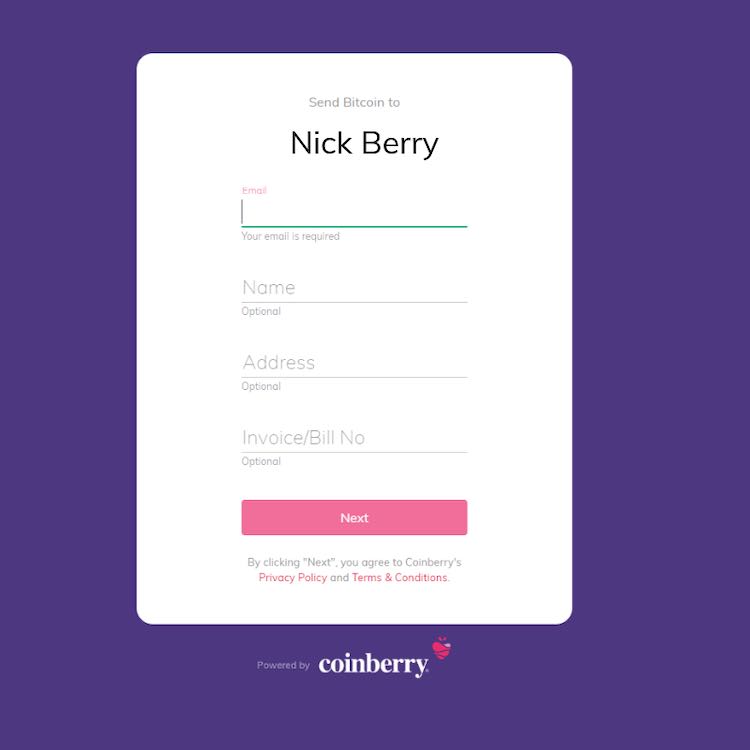 Send Bitcoin to
Nick Berry
Email
Your email is required
Name
Optional
Address
Optional
Invoice/Bill No
Optional
Next
By clicking "Next", you agree to Coinberry's
Privacy Policy and Terms & Conditions.
Powered by coinberry